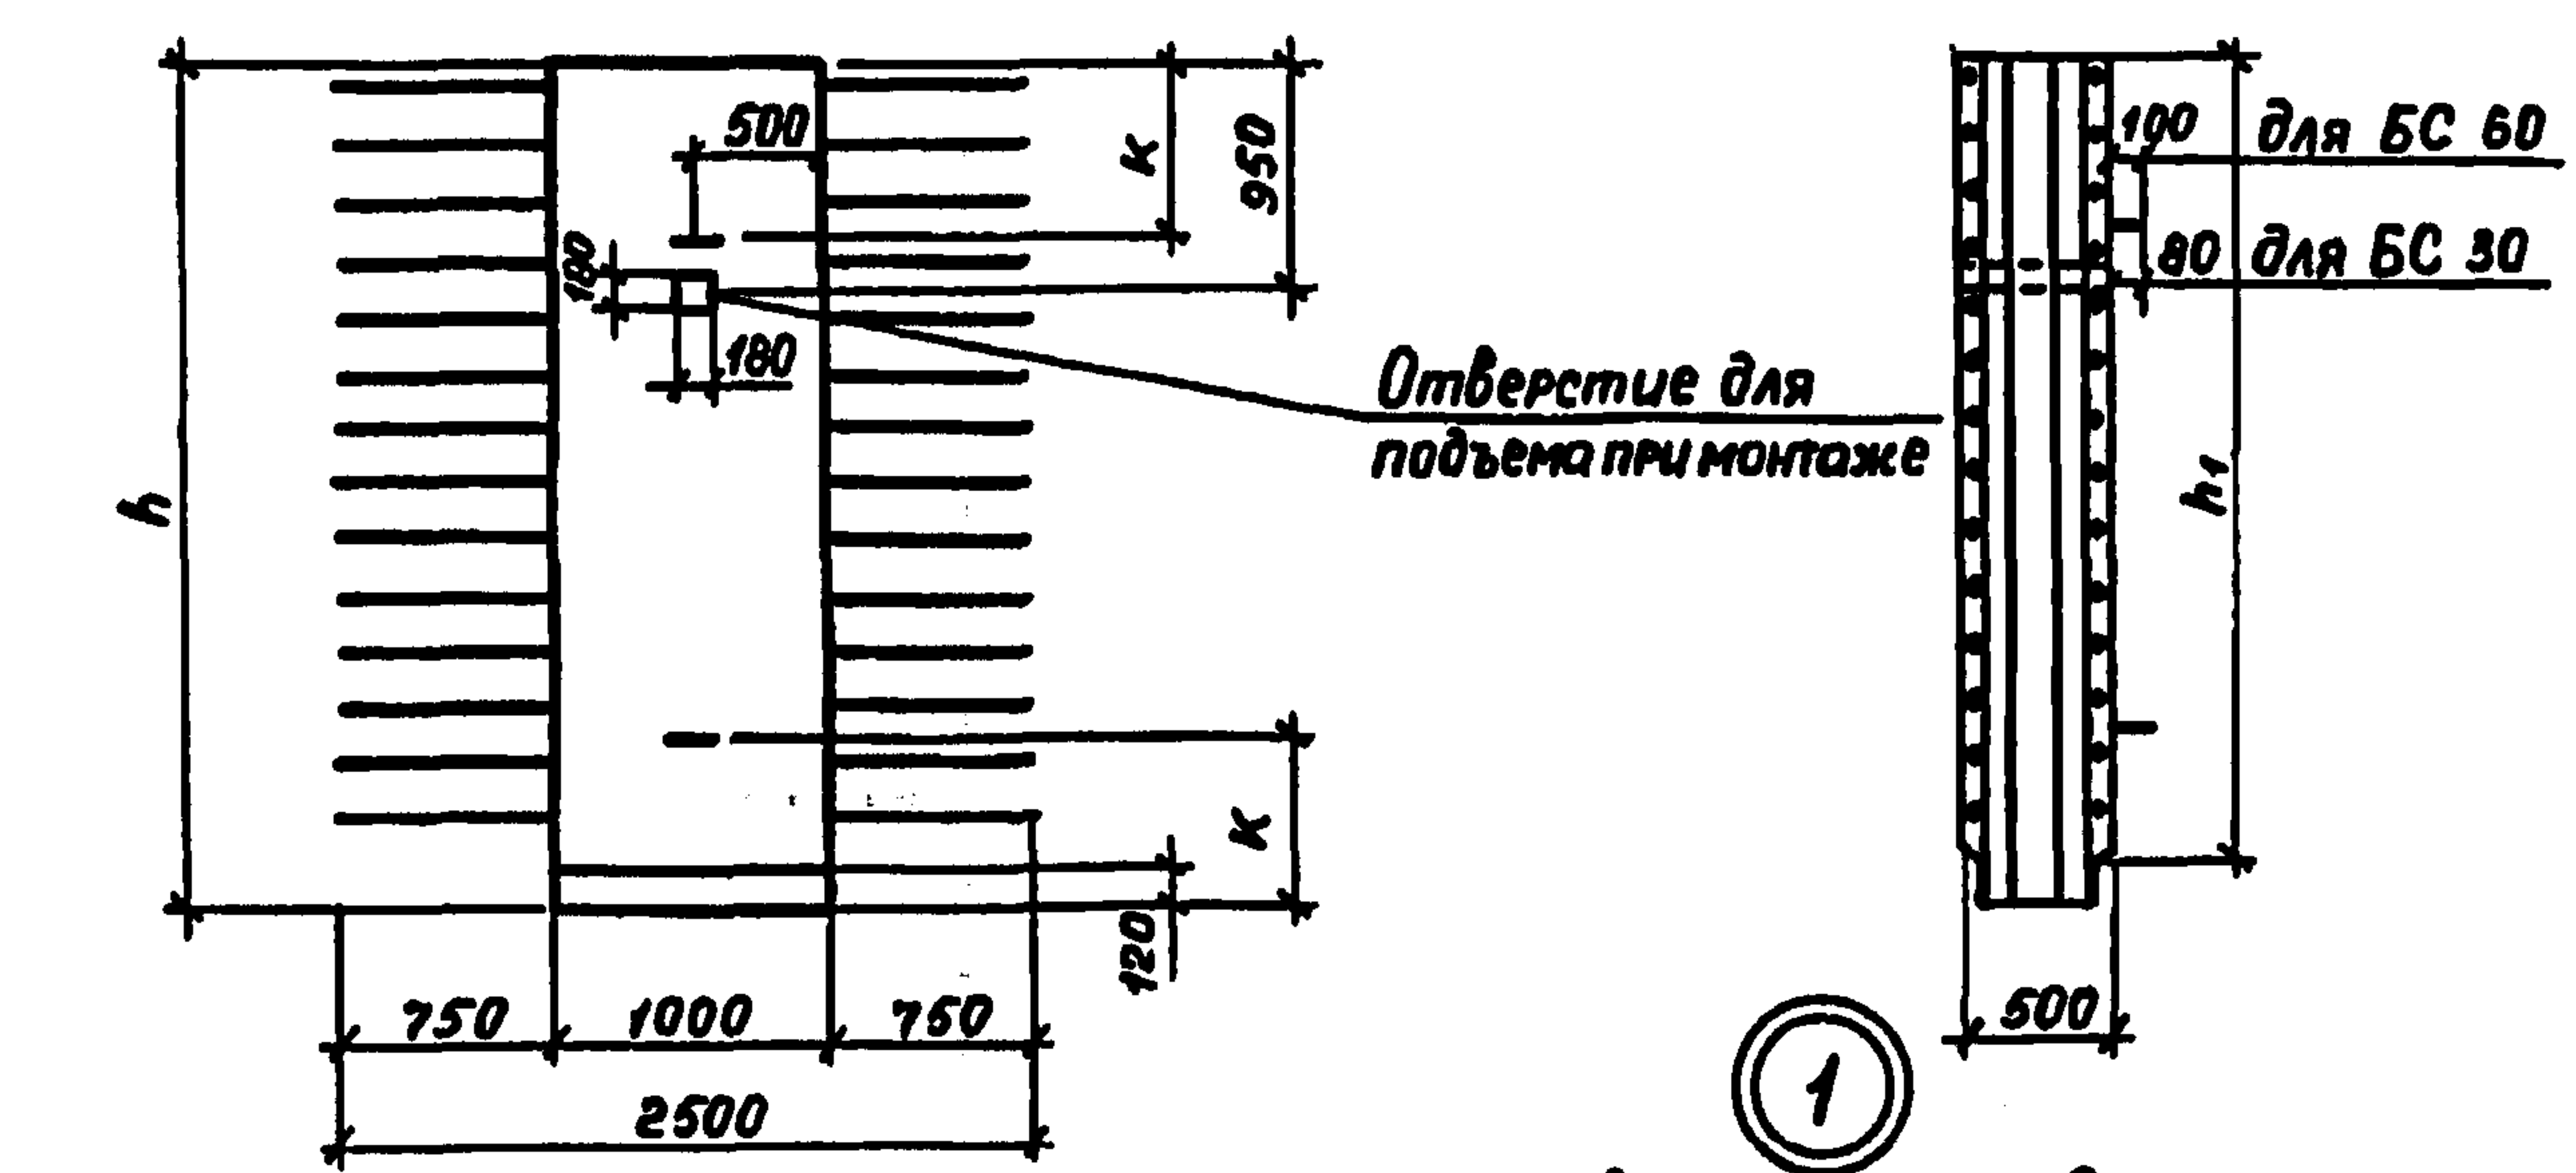 500
К
950
180
180
h
Отверстие для
подъема при монтаже
К
120
750 1000 750
2500
100 для БС 60
80 для БС 30
h1
500
1